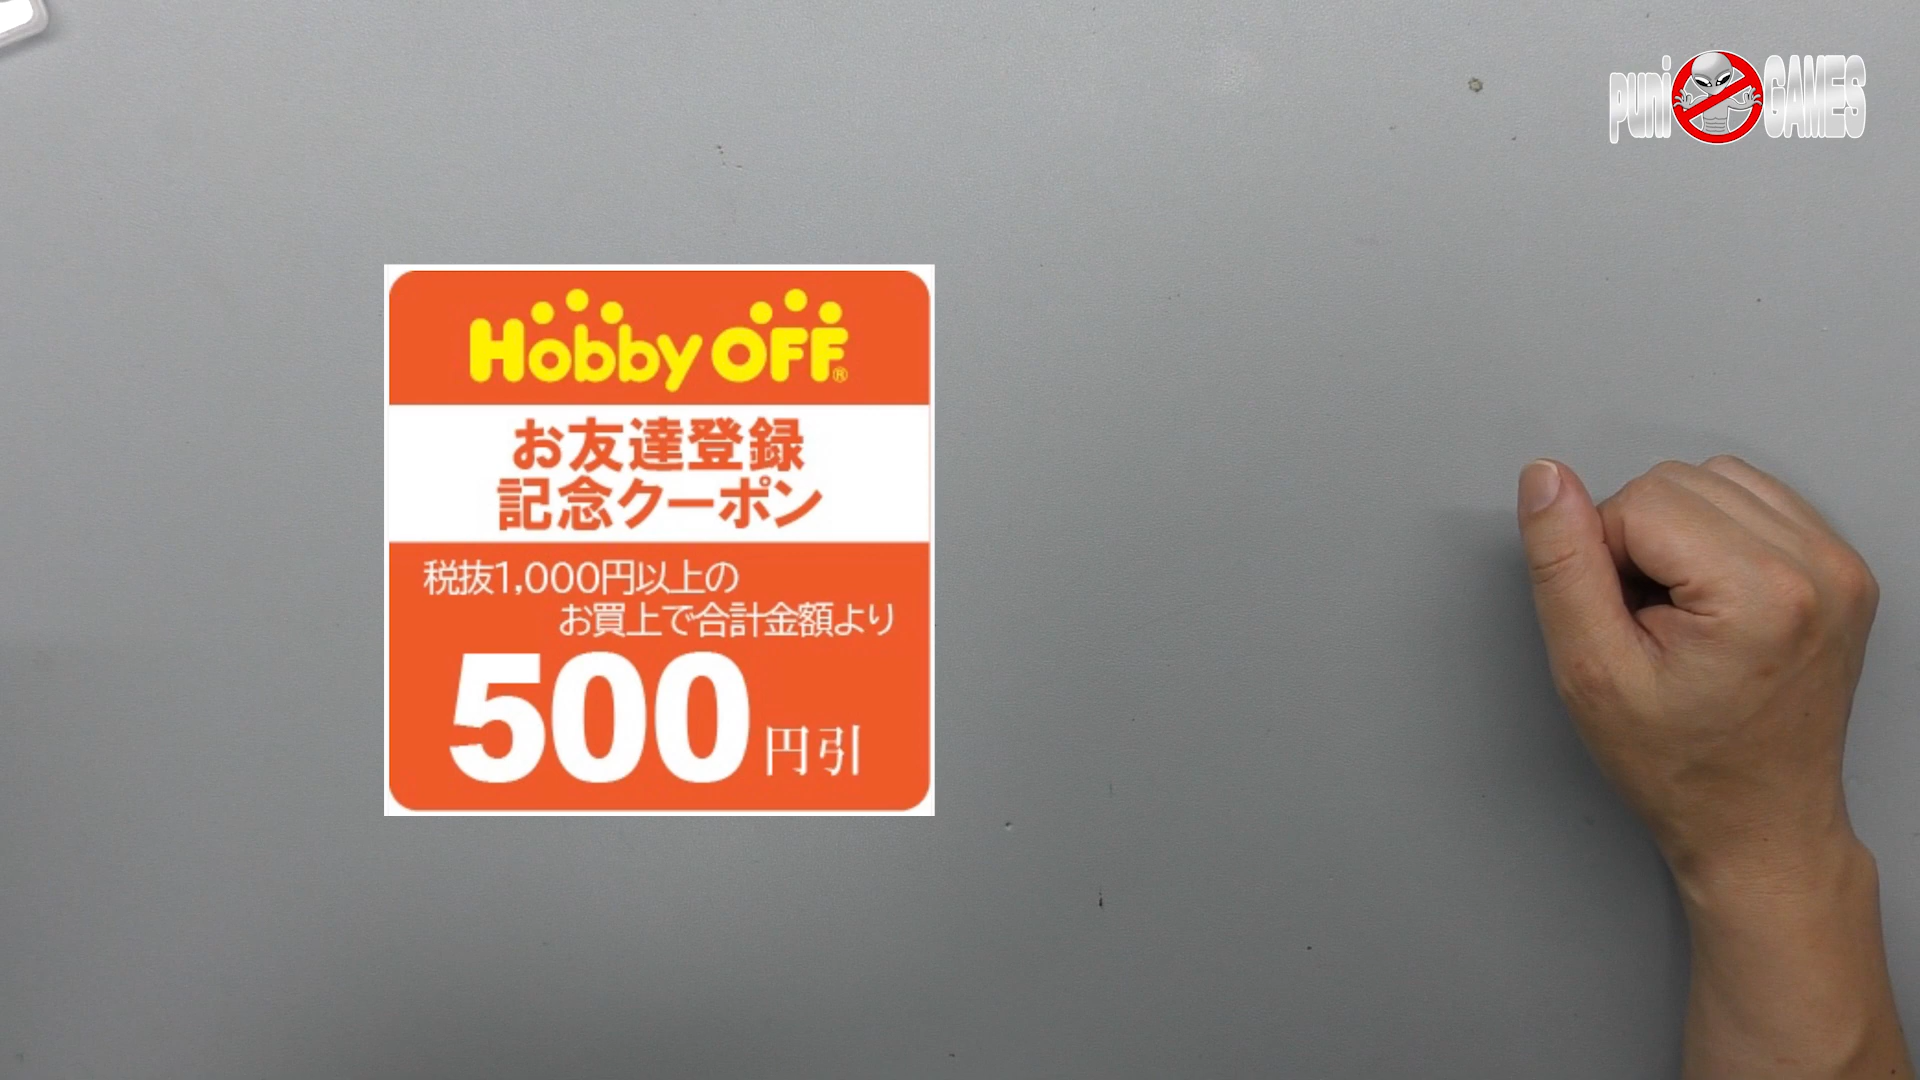 puni GAMES
Hobby OFF®
お友達登録
記念クーポン
税抜1,000円以上の
お買上で合計金額より
500円引